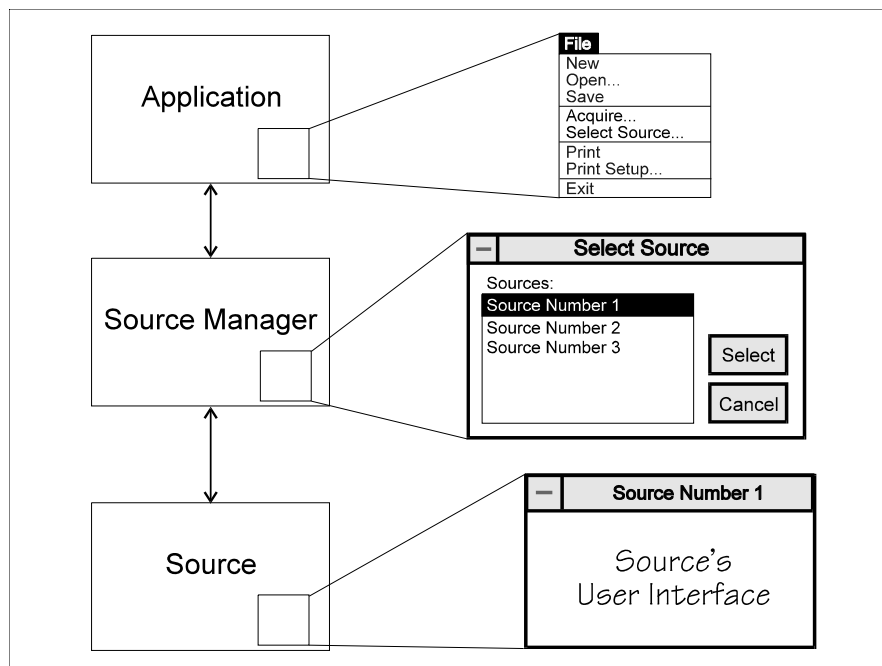 Application
File
New
Open...
Save
Acquire...
Select Source...
Print
Print Setup...
Exit
Source Manager
Select Source
Sources:
Source Number 1
Source Number 2
Source Number 3
Select
Cancel
Source
Source Number 1
Source's
User Interface